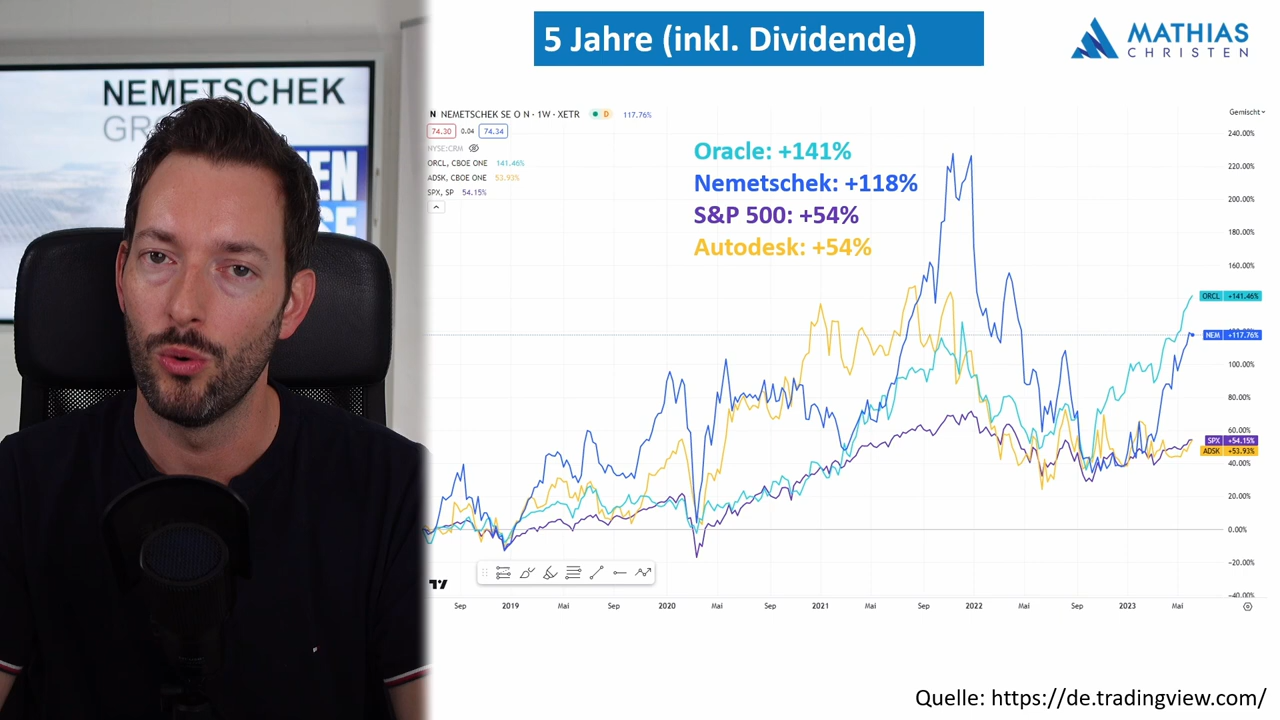 5 Jahre (inkl. Dividende)
MATHIAS
CHRISTEN
NEMETSCHEK
N NEMETSCHEK SE O N · 1W · XETR D 117.76%
74.30 0.04 74.34
NYSE:CRM
ORCL, CBOE ONE 141.46%
ADSK, CBOE ONE 53.93%
SPX, SP 54.15%
Oracle: +141%
Nemetschek: +118%
S&P 500: +54%
Autodesk: +54%
Gemischt
240.00%
220.00%
200.00%
180.00%
160.00%
140.00%
ORCL +141.46%
NEM +117.76%
100.00%
80.00%
60.00%
SPX +54.15%
ADSK +53.93%
40.00%
20.00%
0.00%
-20.00%
-40.00%
Sep 2019 Mai Sep 2020 Mai Sep 2021 Mai Sep 2022 Mai Sep 2023 Mai
Quelle: https://de.tradingview.com/